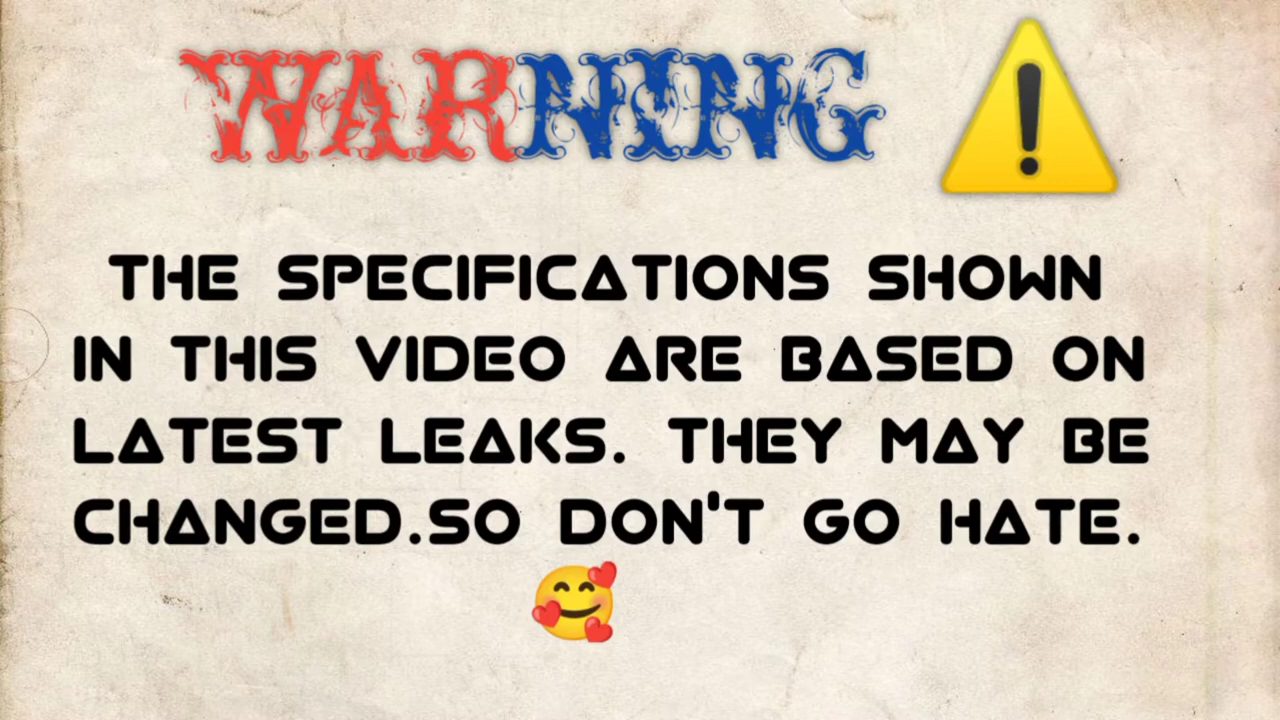 WARNING ⚠️
THE SPECIFICATIONS SHOWN
IN THIS VIDEO ARE BASED ON
LATEST LEAKS. THEY MAY BE
CHANGED.SO DON'T GO HATE.
🥰